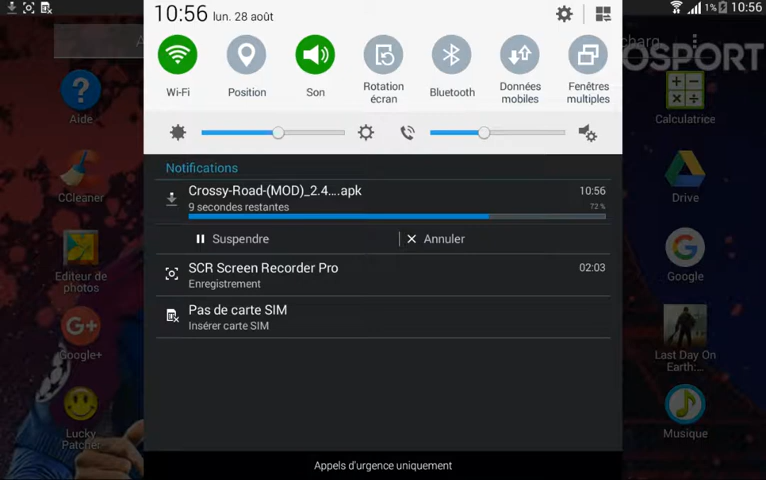 10:56 lun. 28 août
1% 10:56
OSPORT
Wi-Fi
Position
Son
Rotation
écran
Bluetooth
Données
mobiles
Fenêtres
multiples
Notifications
Crossy-Road-(MOD)_2.4....apk
10:56
9 secondes restantes
72 %
Suspendre
Annuler
SCR Screen Recorder Pro
02:03
Enregistrement
Pas de carte SIM
Insérer carte SIM
Appels d'urgence uniquement
Aide
CCleaner
Editeur de
photos
Google+
Lucky
Patcher
Calculatrice
Drive
Google
Last Day On
Earth:...
Musique